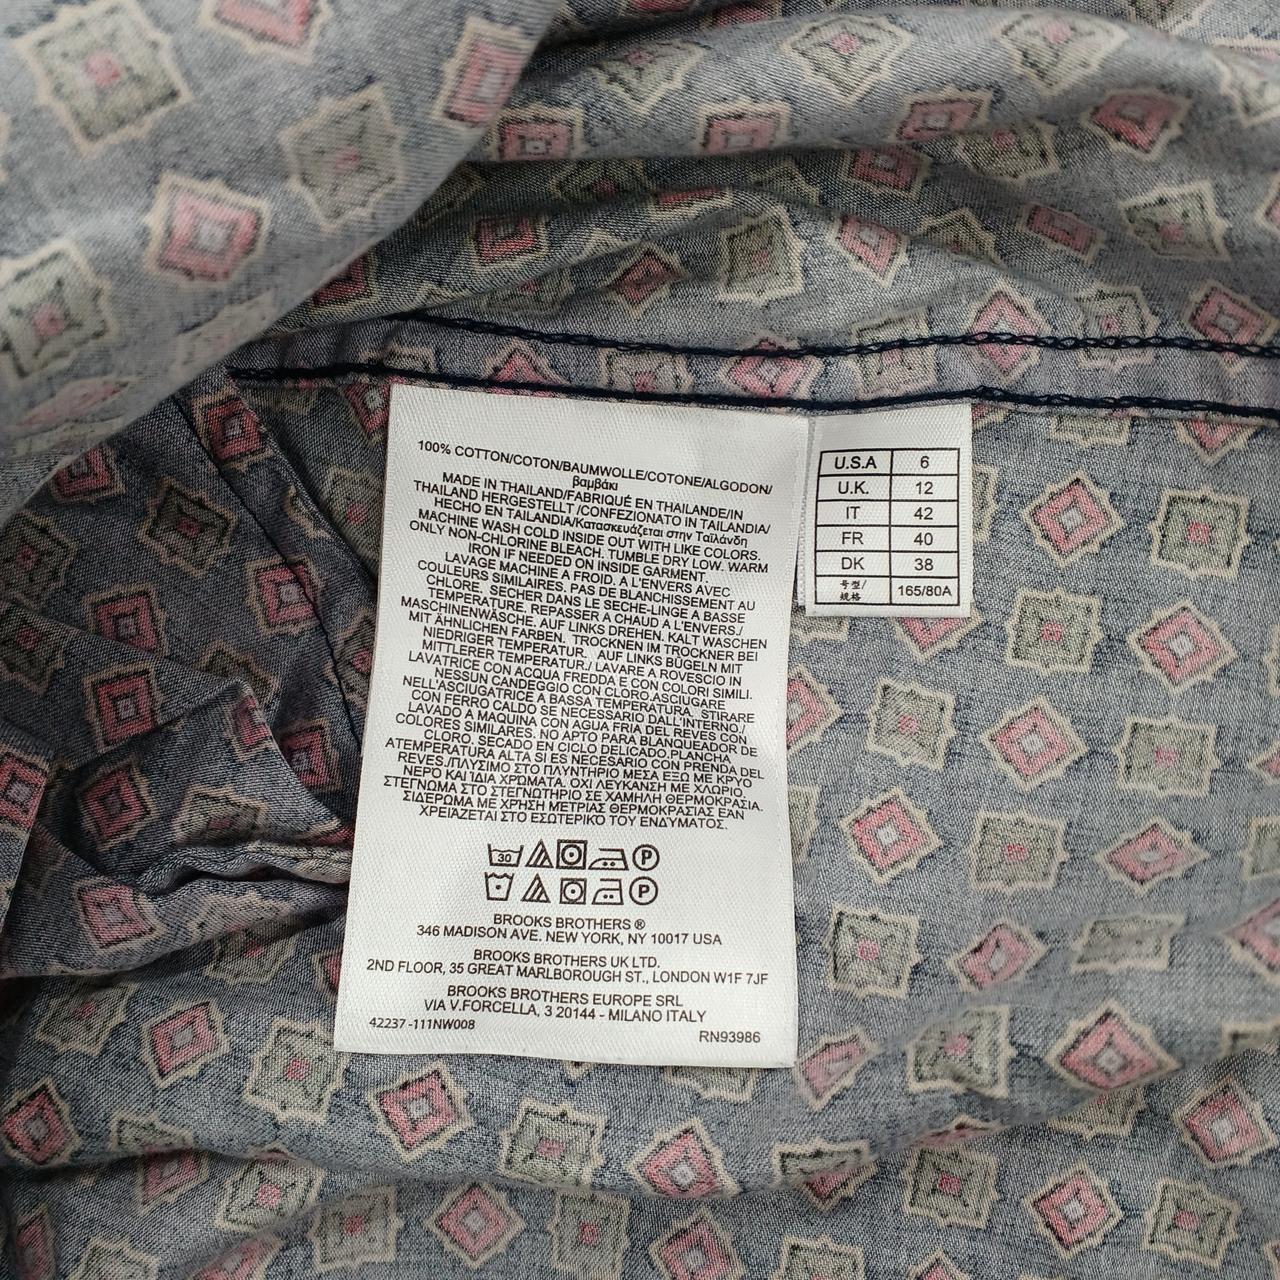 100% COTTON/COTON/BAUMWOLLE/COTONE/ALGODON/
βαμβάκι
MADE IN THAILAND/FABRIQUÉ EN THAILANDE/IN
THAILAND HERGESTELLT /CONFEZIONATO IN TAILANDIA/
HECHO EN TAILANDIA/Κατασκευάζεται στην Ταϊλάνδη
MACHINE WASH COLD INSIDE OUT WITH LIKE COLORS.
ONLY NON-CHLORINE BLEACH. TUMBLE DRY LOW. WARM
IRON IF NEEDED ON INSIDE GARMENT.
LAVAGE MACHINE A FROID. A L'ENVERS AVEC
COULEURS SIMILAIRES. PAS DE BLANCHISSEMENT AU
CHLORE, SECHER DANS LE SECHE-LINGE A BASSE
TEMPERATURE. REPASSER A CHAUD A L'ENVERS./
MASCHINENWÄSCHE. AUF LINKS DREHEN. KALT WASCHEN
MIT ÄHNLICHEN FARBEN. TROCKNEN IM TROCKNER BEI
NIEDRIGER TEMPERATUR. AUF LINKS BÜGELN MIT
MITTLERER TEMPERATUR./ LAVARE A ROVESCIO IN
LAVATRICE CON ACQUA FREDDA E CON COLORI SIMILI.
NESSUN CANDEGGIO CON CLORO.ASCIUGARE
NELL'ASCIUGATRICE A BASSA TEMPERATURA. STIRARE
CON FERRO CALDO SE NECESSARIO DALL'INTERNO./
LAVADO A MAQUINA CON AGUA FRIA DEL REVES CON
COLORES SIMILARES. NO APTO PARA BLANQUEADOR DE
CLORO, SECADO EN CICLO DELICADO.PLANCHA
ATEMPERATURA ALTA SI ES NECESARIO CON PRENDA DEL
REVES./ΠΛΥΣΙΜΟ ΣΤΟ ΠΛΥΝΤΗΡΙΟ ΜΕΣΑ ΕΞΩ ΜΕ ΚΡΥΟ
ΝΕΡΟ ΚΑΙ ΊΔΙΑ ΧΡΩΜΑΤΑ. ΟΧΙ ΛΕΥΚΑΝΣΗ ΜΕ ΧΛΩΡΙΟ,
ΣΤΕΓΝΩΜΑ ΣΤΟ ΣΤΕΓΝΩΤΗΡΙΟ ΣΕ ΧΑΜΗΛΗ ΘΕΡΜΟΚΡΑΣΙΑ.
ΣΙΔΈΡΩΜΑ ΜΕ ΧΡΗΣΗ ΜΈΤΡΙΑΣ ΘΕΡΜΟΚΡΑΣΙΑΣ ΕΑΝ
ΧΡΕΙΆΖΕΤΑΙ ΣΤΟ ΕΣΩΤΕΡΙΚΌ ΤΟΥ ΕΝΔΥΜΑΤΟΣ.
30 P
P
BROOKS BROTHERS ®
346 MADISON AVE. NEW YORK, NY 10017 USA
BROOKS BROTHERS UK LTD.
2ND FLOOR, 35 GREAT MARLBOROUGH ST., LONDON W1F 7JF
BROOKS BROTHERS EUROPE SRL
VIA V.FORCELLA, 3 20144 - MILANO ITALY
42237 -111NW008 RN93986
U.S.A 6
U.K. 12
IT 42
FR 40
DK 38
号型/规格 165/80A